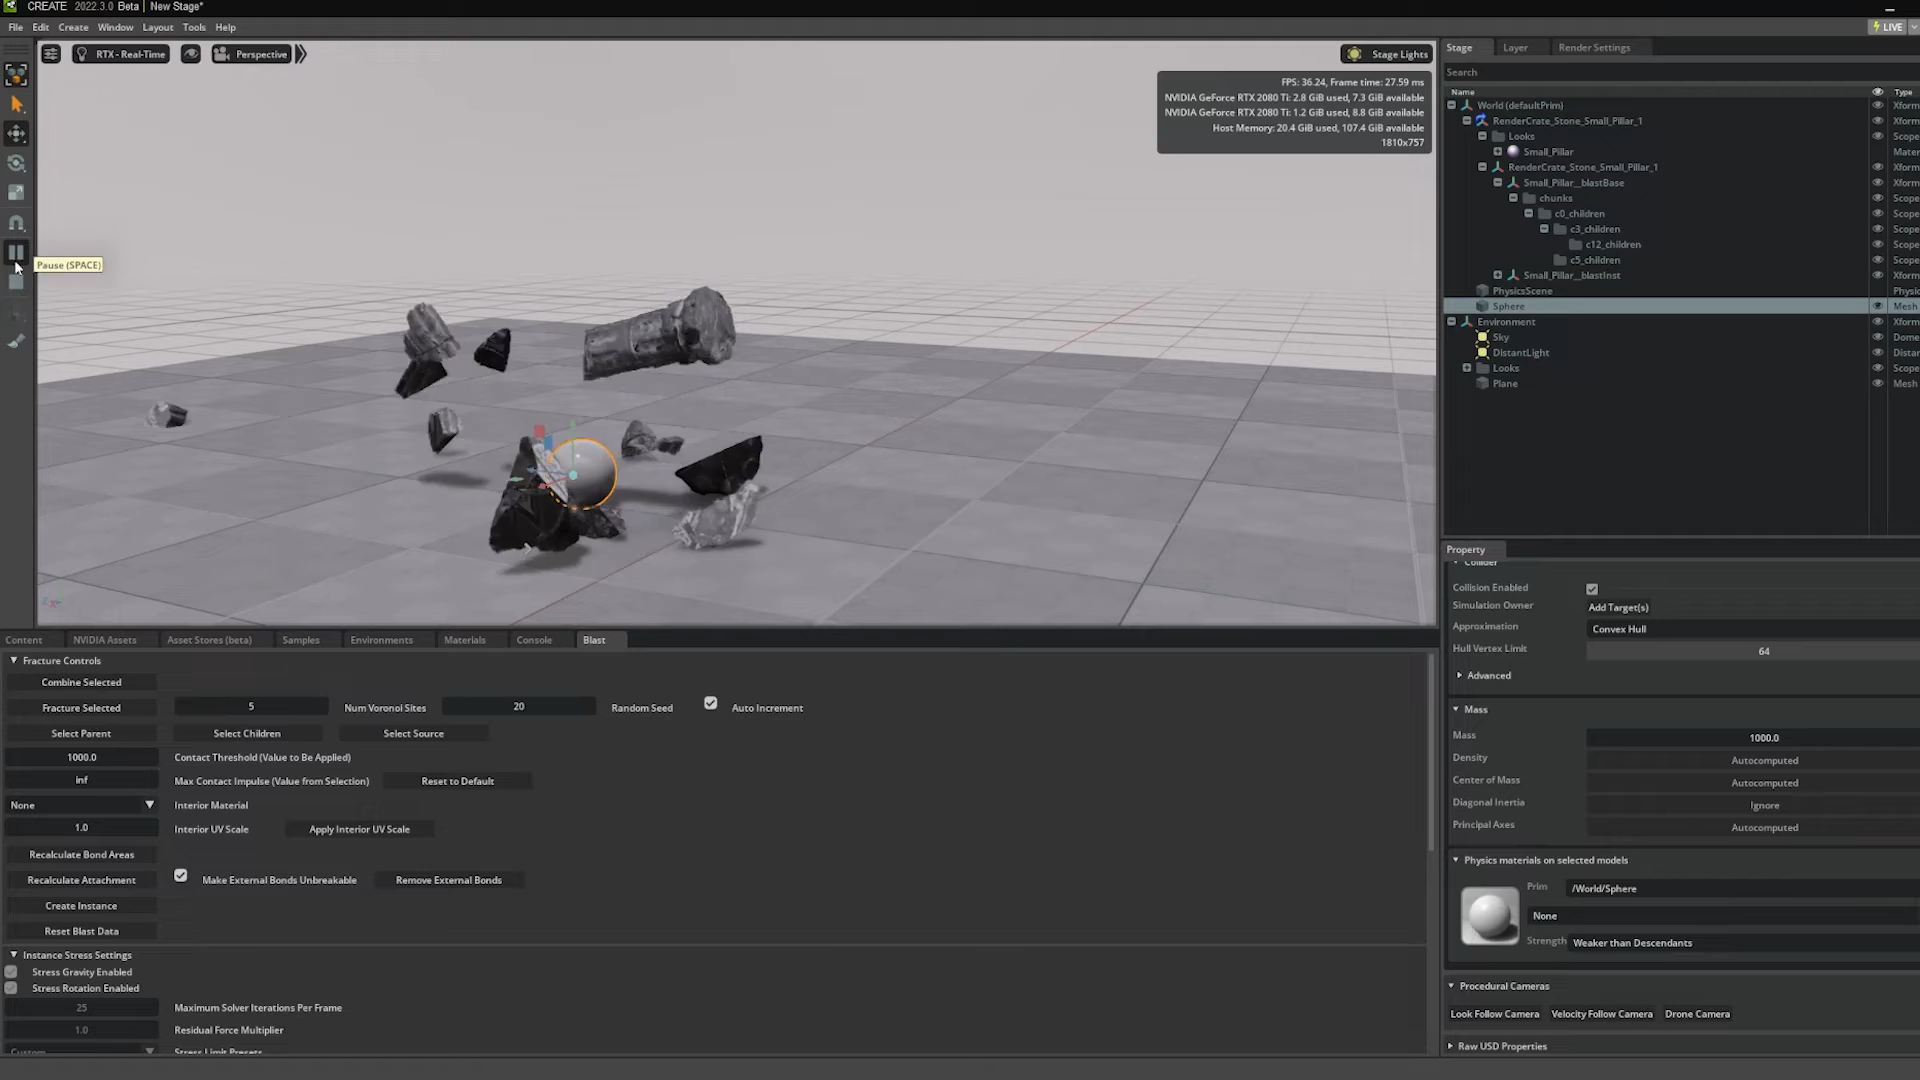 CREATE 2022.3.0 Beta | New Stage*
File Edit Create Window Layout Tools Help
LIVE
RTX - Real-Time
Perspective
Stage Lights
FPS: 36.24, Frame time: 27.59 ms
NVIDIA GeForce RTX 2080 Ti: 2.8 GiB used, 7.3 GiB available
NVIDIA GeForce RTX 2080 Ti: 1.2 GiB used, 8.8 GiB available
Host Memory: 20.4 GiB used, 107.4 GiB available
1810x757
Pause (SPACE)
Stage Layer Render Settings
Search
Name Type
World (defaultPrim) Xform
RenderCrate_Stone_Small_Pillar_1 Xform
Looks Scope
Small_Pillar Mater
RenderCrate_Stone_Small_Pillar_1 Xform
Small_Pillar__blastBase Xform
chunks Scope
c0_children Scope
c3_children Scope
c12_children Scope
c5_children Scope
Small_Pillar__blastInst Xform
PhysicsScene Physic
Sphere Mesh
Environment Xform
Sky Dome
DistantLight Distan
Looks Scope
Plane Mesh
Content NVIDIA Assets Asset Stores (beta) Samples Environments Materials Console Blast
Fracture Controls
Combine Selected
Fracture Selected 5 Num Voronoi Sites 20 Random Seed Auto Increment
Select Parent Select Children Select Source
1000.0 Contact Threshold (Value to Be Applied)
inf Max Contact Impulse (Value from Selection) Reset to Default
None Interior Material
1.0 Interior UV Scale Apply Interior UV Scale
Recalculate Bond Areas
Recalculate Attachment Make External Bonds Unbreakable Remove External Bonds
Create Instance
Reset Blast Data
Instance Stress Settings
Stress Gravity Enabled
Stress Rotation Enabled
25 Maximum Solver Iterations Per Frame
1.0 Residual Force Multiplier
Custom Stress Limit Presets
Property
Collider
Collision Enabled
Simulation Owner Add Target(s)
Approximation Convex Hull
Hull Vertex Limit 64
Advanced
Mass
Mass 1000.0
Density Autocomputed
Center of Mass Autocomputed
Diagonal Inertia Ignore
Principal Axes Autocomputed
Physics materials on selected models
Prim /World/Sphere
None
Strength Weaker than Descendants
Procedural Cameras
Look Follow Camera Velocity Follow Camera Drone Camera
Raw USD Properties